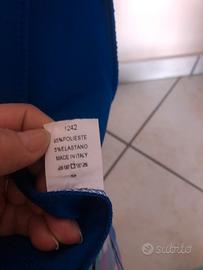 1242
95%POLIESTE
5%ELASTANO
MADE IN ITALY
subito